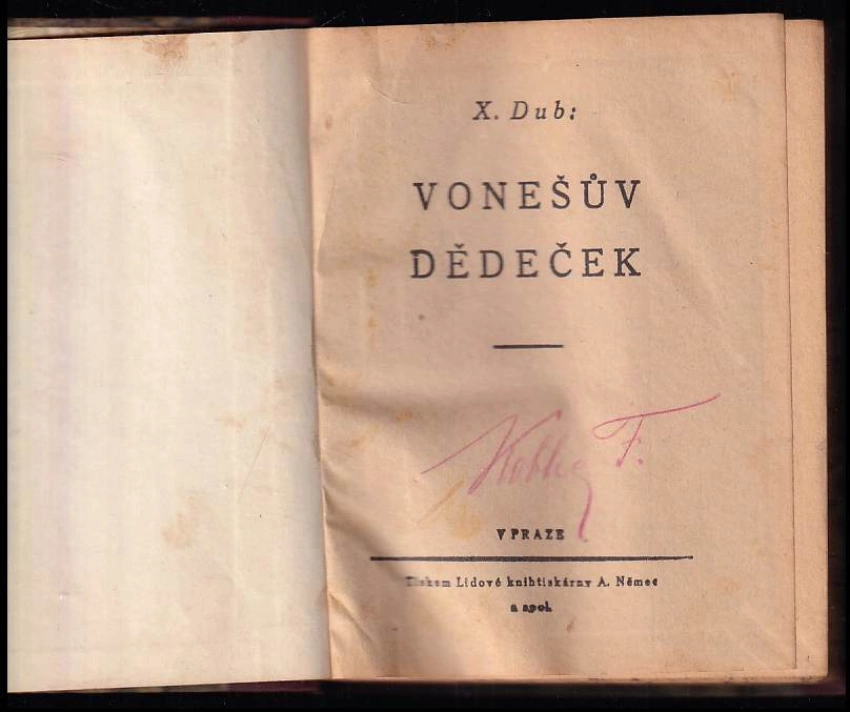 X. Dub:
VONEŠŮV
DĚDEČEK
F.
V PRAZE
Tiskem Lidové knihtiskárny A. Němec
a spol.